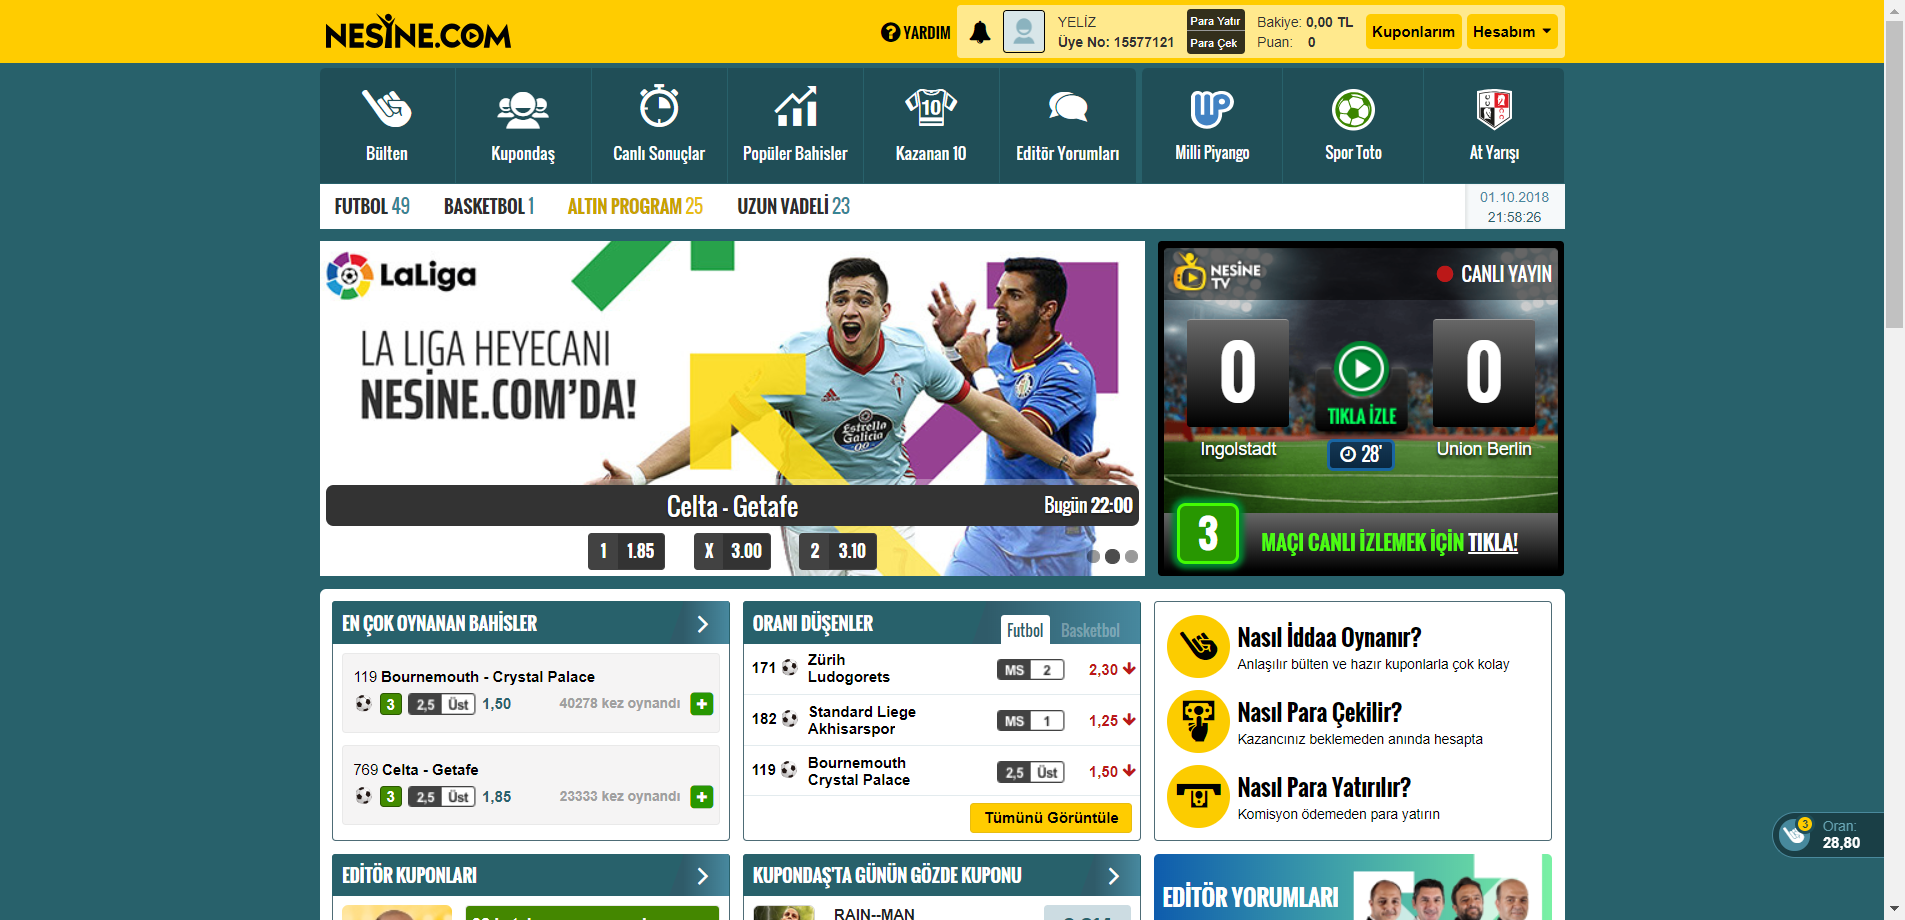 NESİNE.COM
YARDIM
YELİZ
Üye No: 15577121
Para Yatır
Para Çek
Bakiye: 0,00 TL
Puan: 0
Kuponlarım
Hesabım
Bülten
Kupondaş
Canlı Sonuçlar
Popüler Bahisler
10
Kazanan 10
Editör Yorumları
Milli Piyango
Spor Toto
At Yarışı
FUTBOL 49
BASKETBOL 1
ALTIN PROGRAM 25
UZUN VADELİ 23
01.10.2018
21:58:26
LaLiga
LA LIGA HEYECANI
NESİNE.COM'DA!
Estrella
Galicia
Celta - Getafe
Bugün 22:00
1 1.85
X 3.00
2 3.10
NESİNE
TV
CANLI YAYIN
0
0
TIKLA İZLE
Ingolstadt
28'
Union Berlin
3
MAÇI CANLI İZLEMEK İÇİN TIKLA!
EN ÇOK OYNANAN BAHİSLER
119 Bournemouth - Crystal Palace
3 2,5 Üst 1,50
40278 kez oynandı
769 Celta - Getafe
3 2,5 Üst 1,85
23333 kez oynandı
ORANI DÜŞENLER
Futbol
Basketbol
171 Zürih
Ludogorets
MS 2 2,30
182 Standard Liege
Akhisarspor
MS 1 1,25
119 Bournemouth
Crystal Palace
2,5 Üst 1,50
Tümünü Görüntüle
Nasıl İddaa Oynanır?
Anlaşılır bülten ve hazır kuponlarla çok kolay
Nasıl Para Çekilir?
Kazancınız beklemeden anında hesapta
Nasıl Para Yatırılır?
Komisyon ödemeden para yatırın
3
Oran:
28,80
EDİTÖR KUPONLARI
KUPONDAŞ'TA GÜNÜN GÖZDE KUPONU
RAIN--MAN
EDİTÖR YORUMLARI